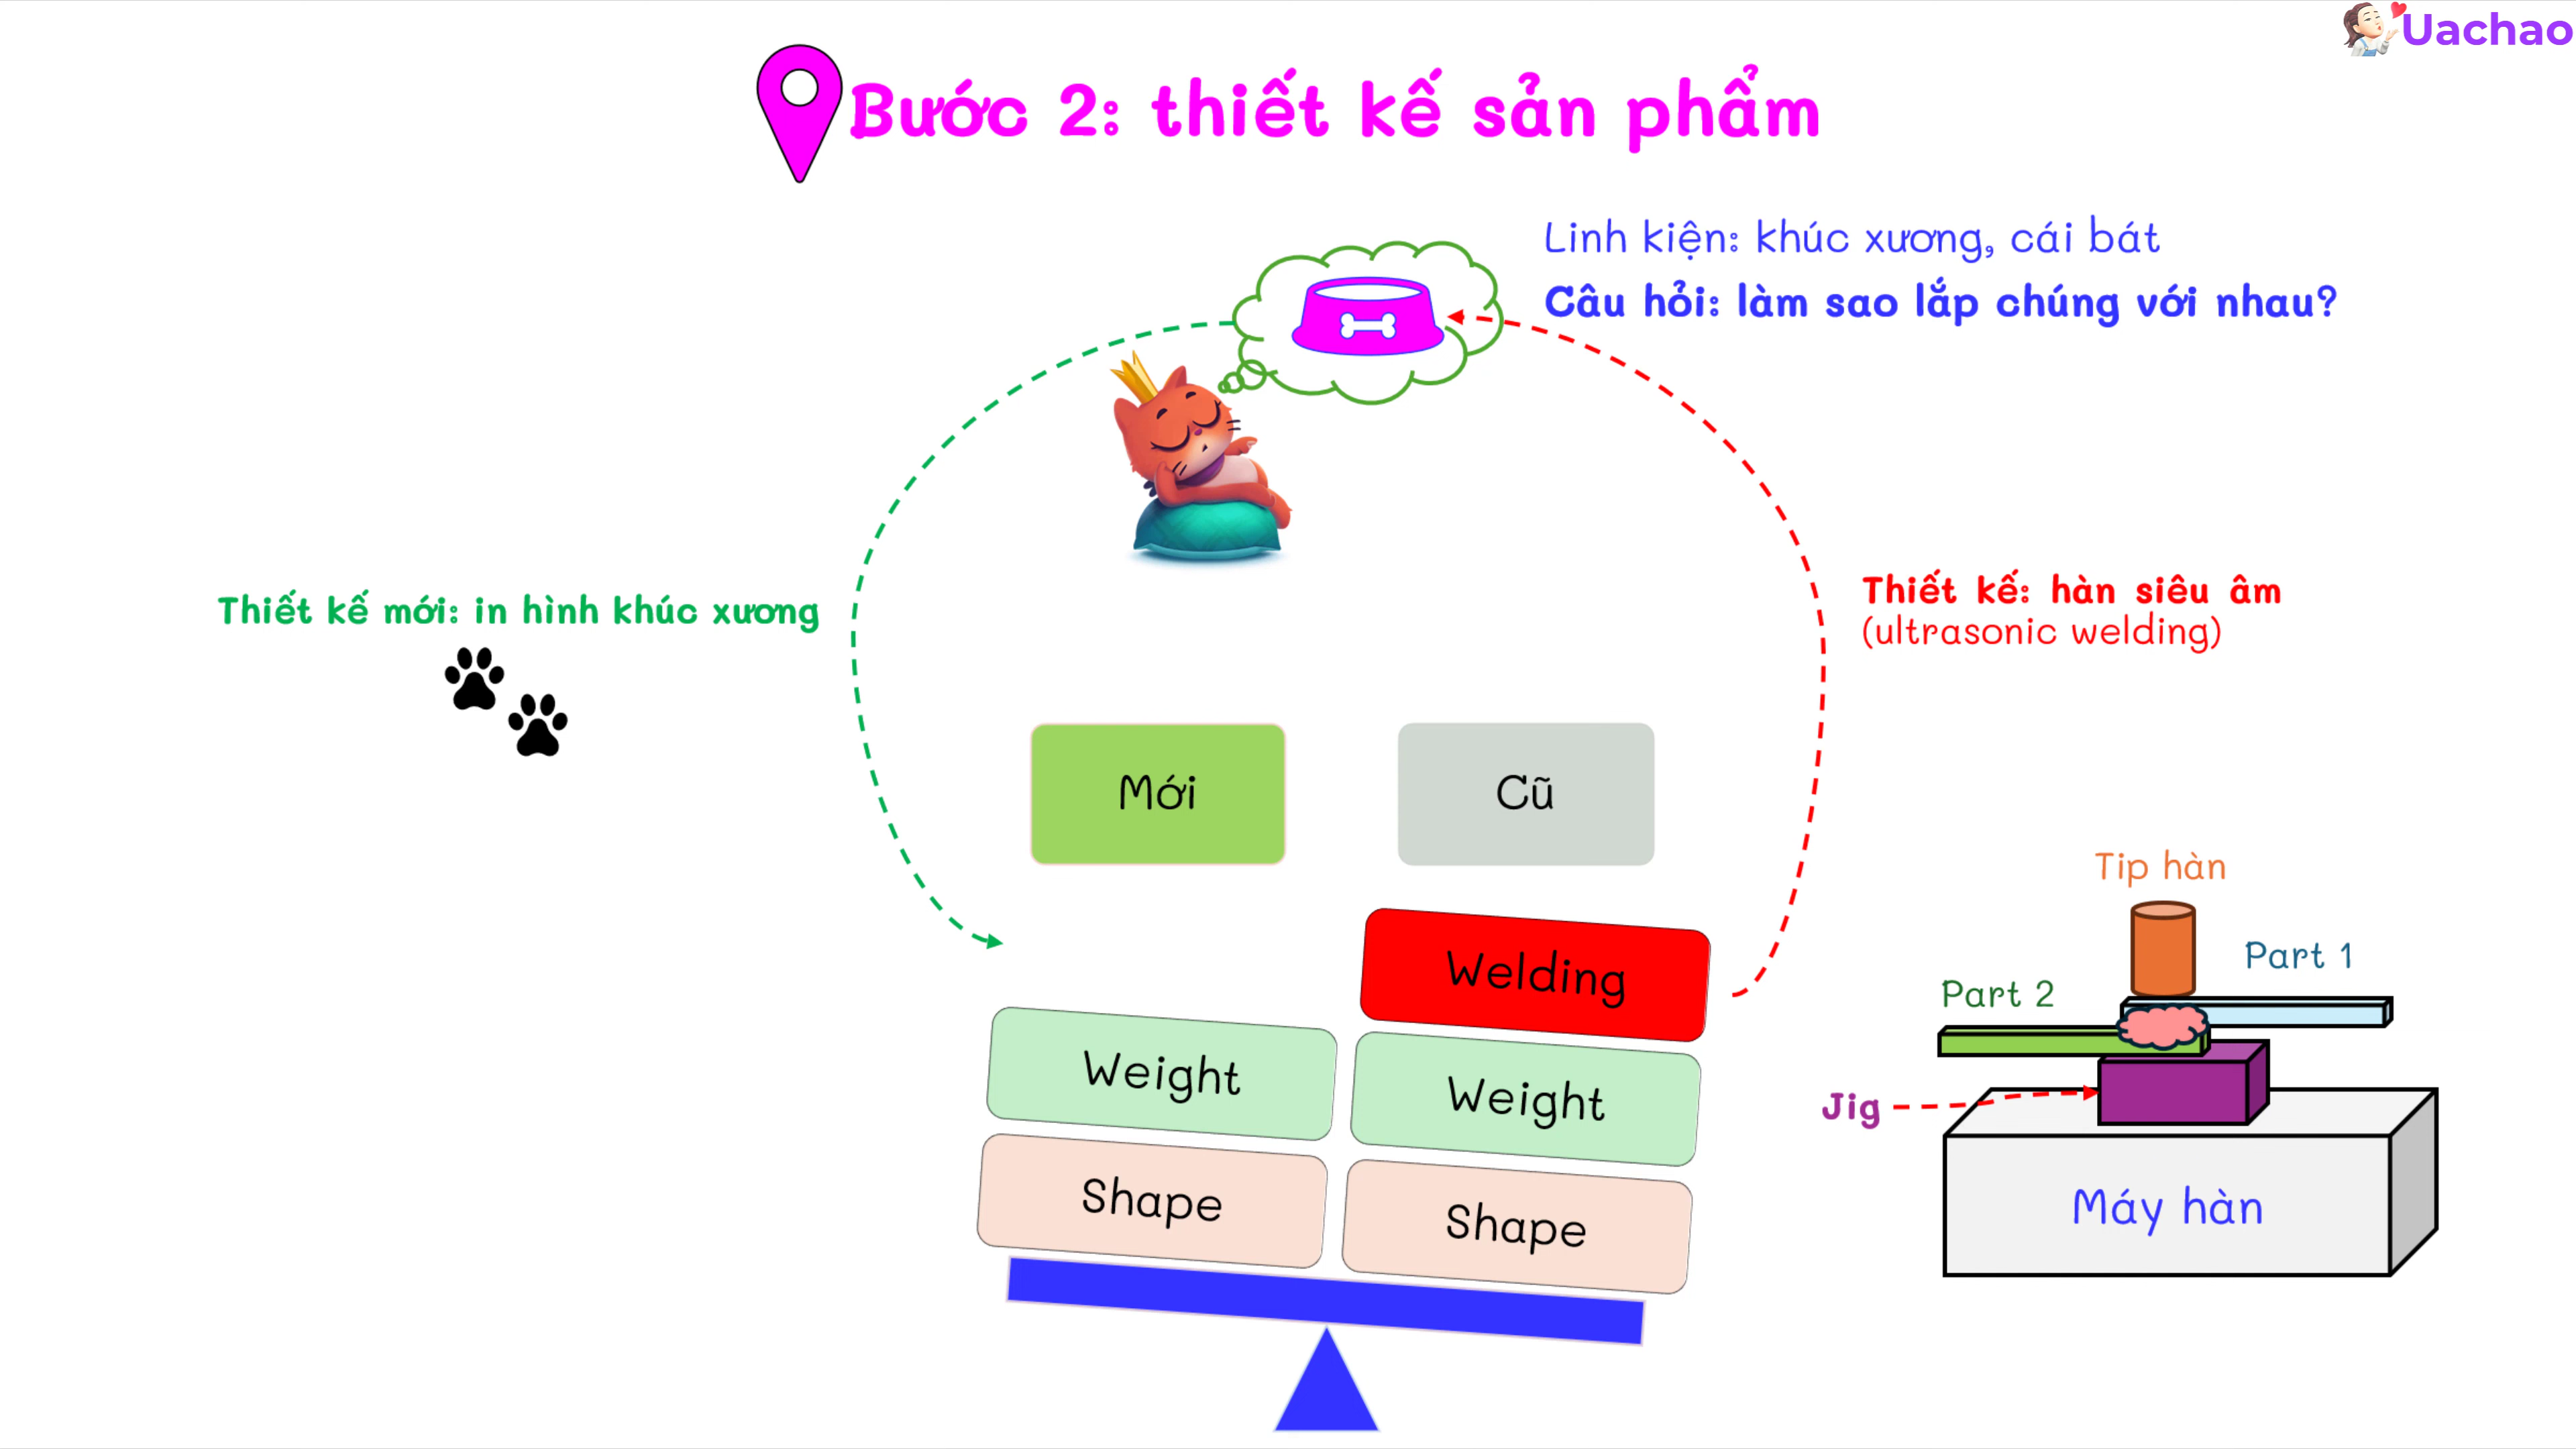 Uachao
Bước 2: thiết kế sản phẩm
Linh kiện: khúc xương, cái bát
Câu hỏi: làm sao lắp chúng với nhau?
Thiết kế mới: in hình khúc xương
Thiết kế: hàn siêu âm
(ultrasonic welding)
Mới
Cũ
Welding
Weight
Weight
Shape
Shape
Tip hàn
Part 1
Part 2
Jig
Máy hàn